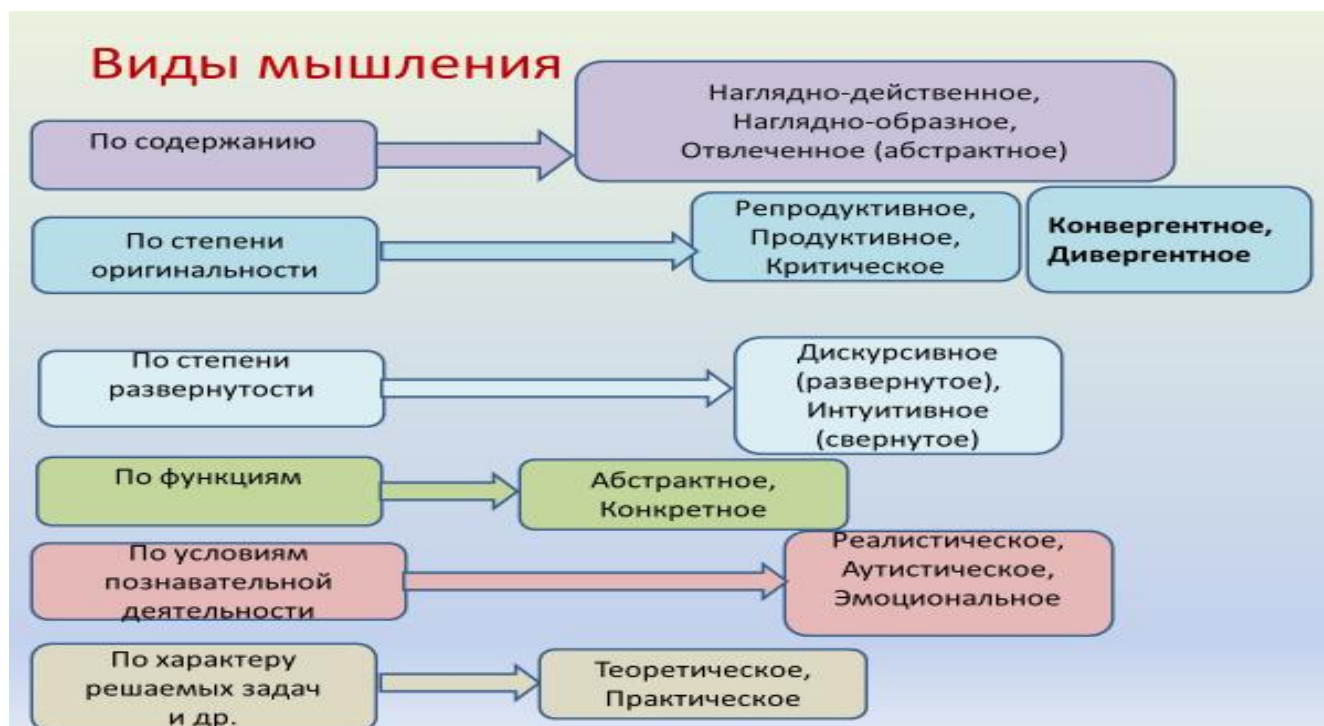 Виды мышления
По содержанию
Наглядно-действенное,
Наглядно-образное,
Отвлеченное (абстрактное)
По степени
оригинальности
Репродуктивное,
Продуктивное,
Критическое
Конвергентное,
Дивергентное
По степени
развернутости
Дискурсивное
(развернутое),
Интуитивное
(свернутое)
По функциям
Абстрактное,
Конкретное
По условиям
познавательной
деятельности
Реалистическое,
Аутистическое,
Эмоциональное
По характеру
решаемых задач
и др.
Теоретическое,
Практическое